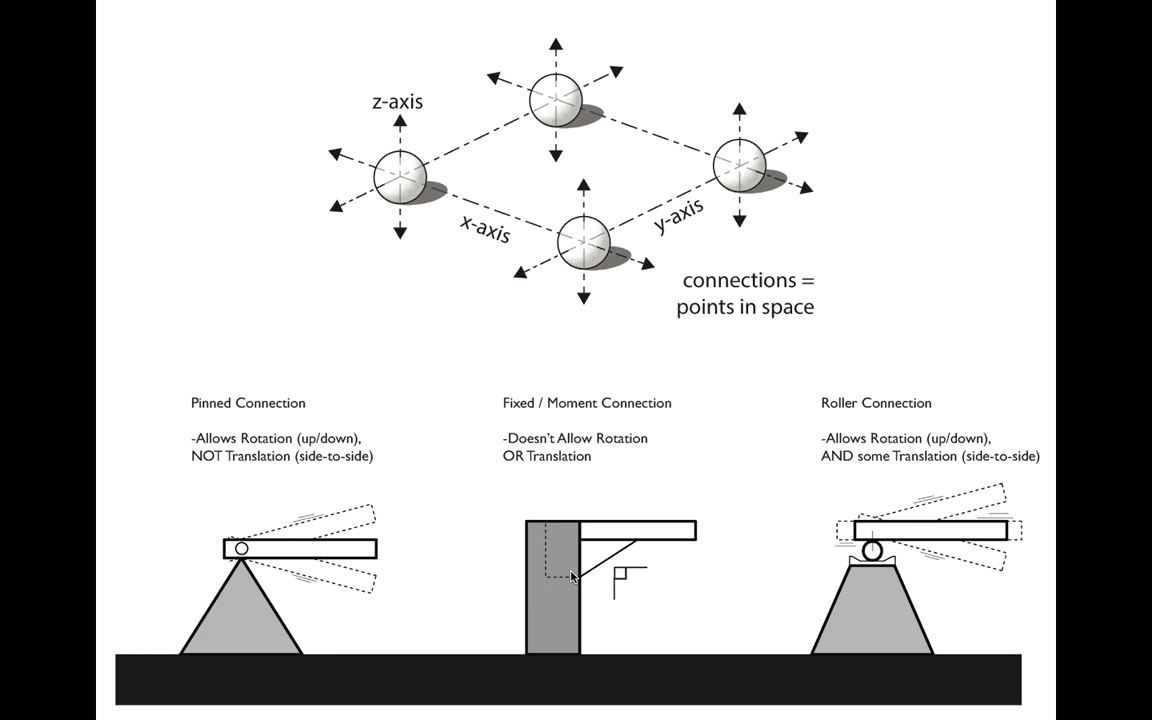 z-axis
x-axis
y-axis
connections =
points in space
Pinned Connection
-Allows Rotation (up/down),
NOT Translation (side-to-side)
Fixed / Moment Connection
-Doesn't Allow Rotation
OR Translation
Roller Connection
-Allows Rotation (up/down),
AND some Translation (side-to-side)